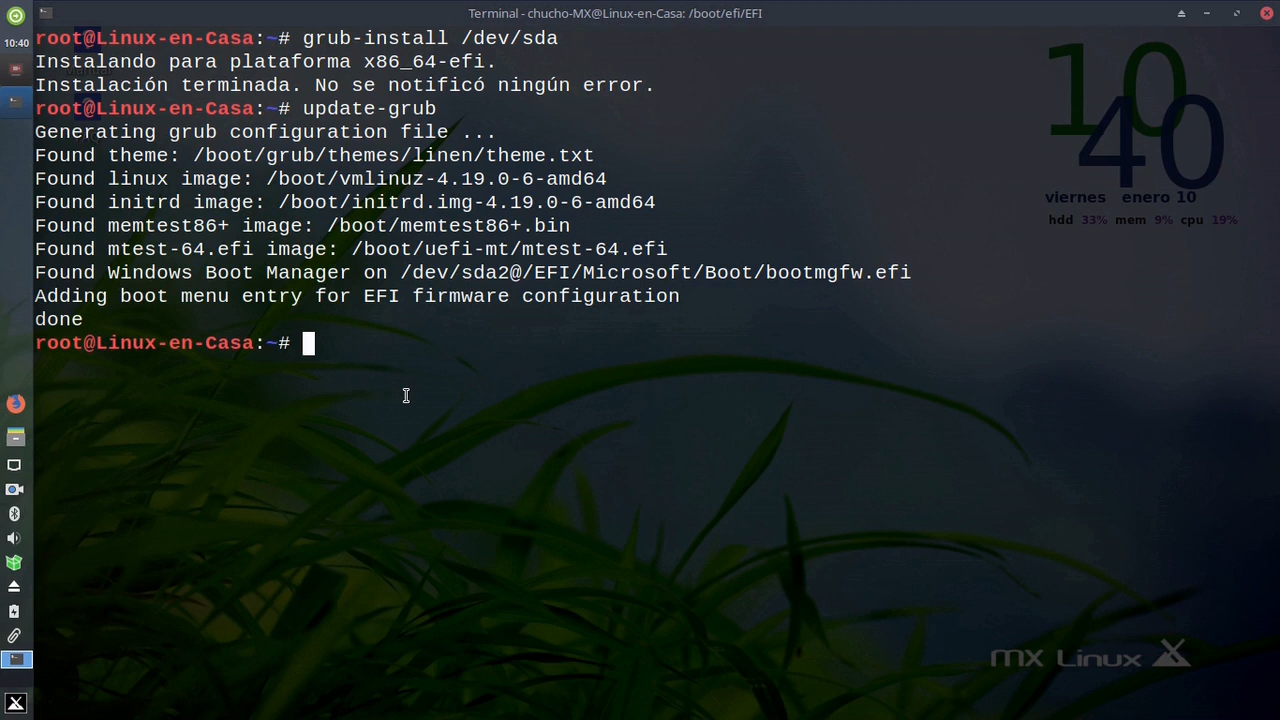 Terminal - chucho-MX@Linux-en-Casa: /boot/efi/EFI
10:40
root@Linux-en-Casa:~# grub-install /dev/sda
Instalando para plataforma x86_64-efi.
Instalación terminada. No se notificó ningún error.
root@Linux-en-Casa:~# update-grub
Generating grub configuration file ...
Found theme: /boot/grub/themes/linen/theme.txt
Found linux image: /boot/vmlinuz-4.19.0-6-amd64
Found initrd image: /boot/initrd.img-4.19.0-6-amd64
Found memtest86+ image: /boot/memtest86+.bin
Found mtest-64.efi image: /boot/uefi-mt/mtest-64.efi
Found Windows Boot Manager on /dev/sda2@/EFI/Microsoft/Boot/bootmgfw.efi
Adding boot menu entry for EFI firmware configuration
done
root@Linux-en-Casa:~#
10
40
viernes enero 10
hdd 33% mem 9% cpu 19%
MX Linux